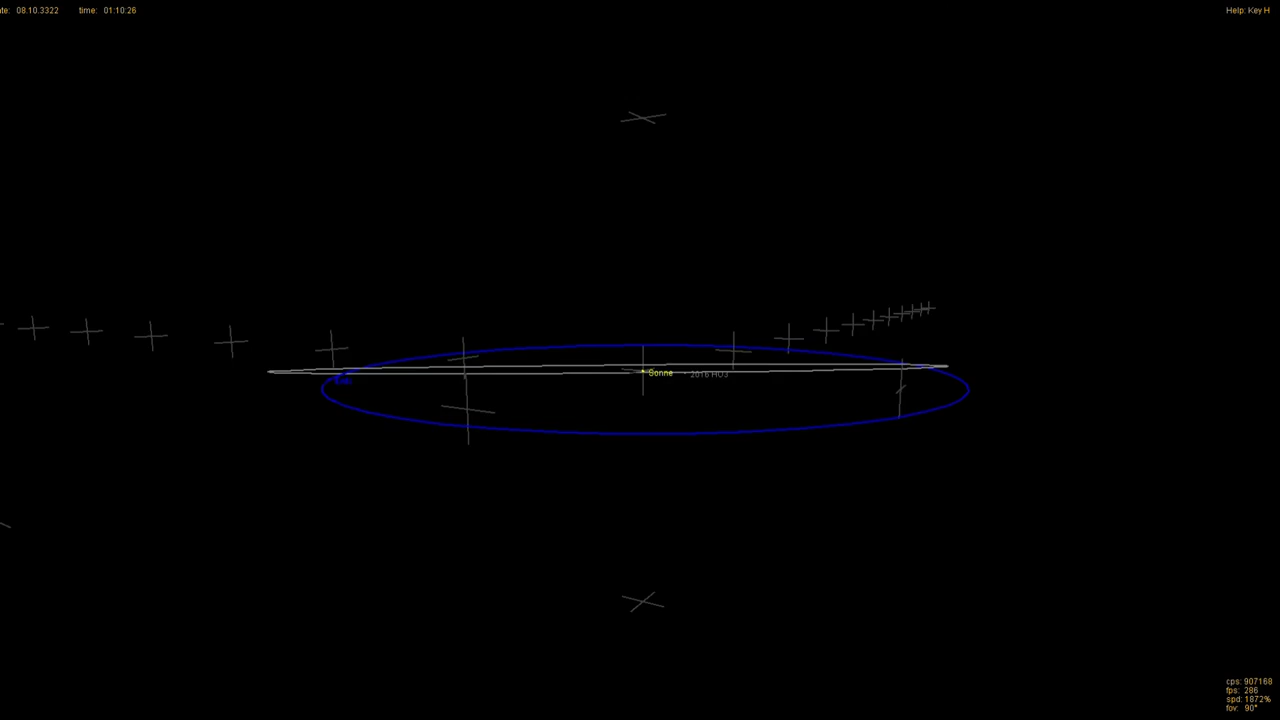 te: 08.10.3322 time: 01:10:26
Help: Key H
Sonne
2016 HO3
cps: 907168
fps: 286
spd: 1872%
fov: 90°